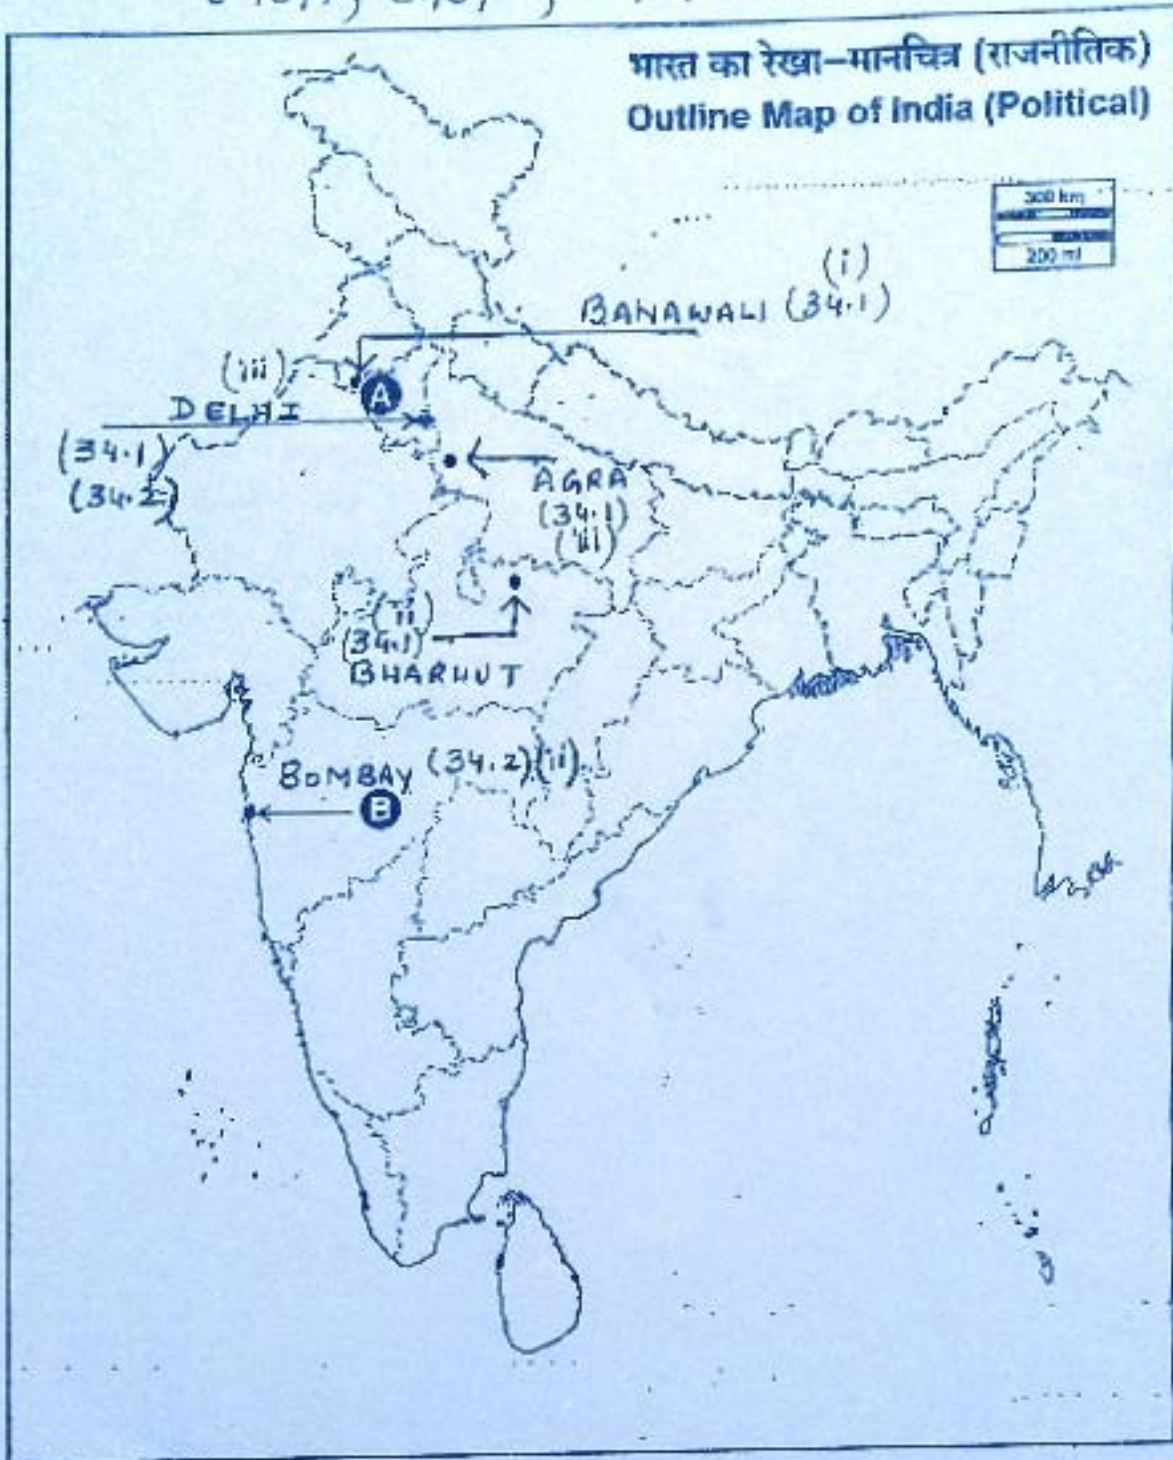 भारत का रेखा-मानचित्र (राजनीतिक)
Outline Map of India (Political)
300 km
200 ml
(i)
BANAWALI (34.1)
(iii)
A
DELHI
(34.1)
(34.2)
AGRA
(34.1)
(iii)
(ii)
(34.1)
BHARHUT
BOMBAY (34.2) (ii)
B